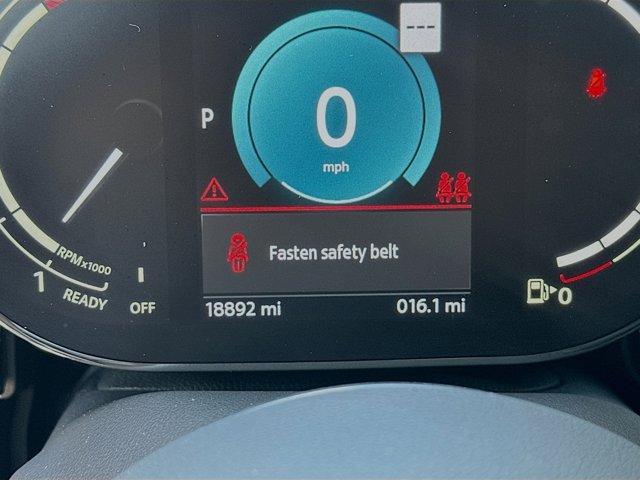 ---
P
0
mph
Fasten safety belt
RPMx1000
1
READY
OFF
18892 mi
016.1 mi
0